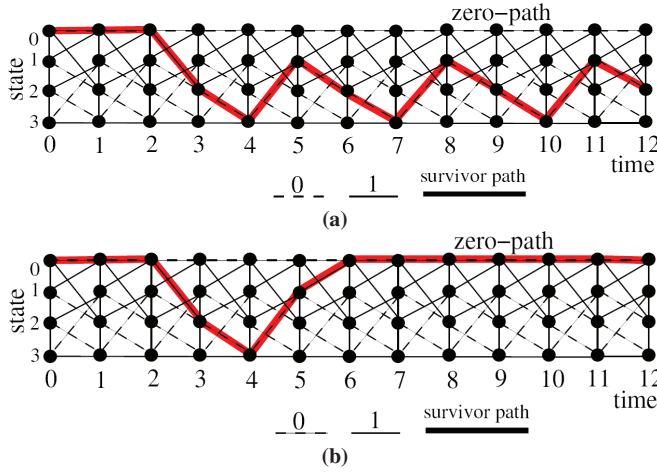 zero−path
0
1
2
3
state
0 1 2 3 4 5 6 7 8 9 10 11 12
time
0 1 survivor path
(a)
zero−path
0
1
2
3
state
0 1 2 3 4 5 6 7 8 9 10 11 12
time
0 1 survivor path
(b)